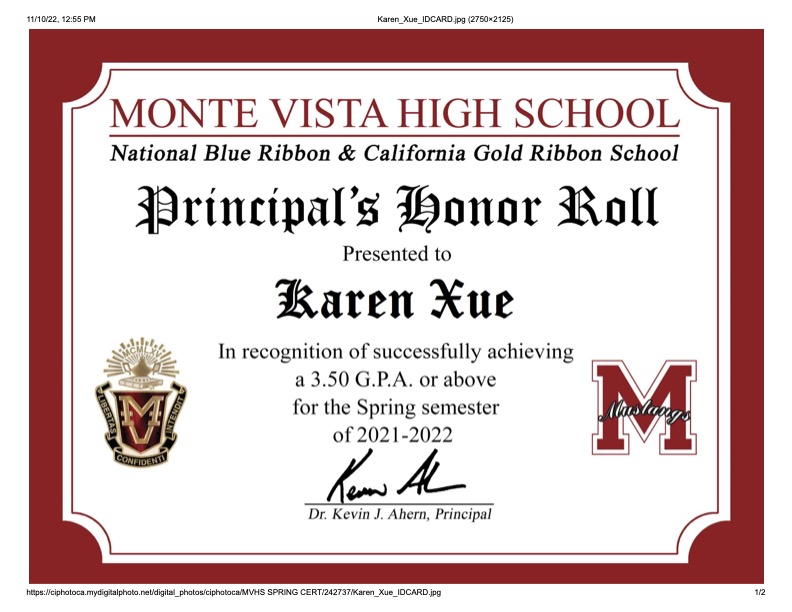 11/10/22, 12:55 PM
Karen_Xue_IDCARD.jpg (2750×2125)
MONTE VISTA HIGH SCHOOL
National Blue Ribbon & California Gold Ribbon School
Principal's Honor Roll
Presented to
Karen Xue
In recognition of successfully achieving
a 3.50 G.P.A. or above
for the Spring semester
of 2021-2022
MCMLXV
LIBERTAS
INTENDIT
MV
CONFIDENTI
M
Mustangs
Dr. Kevin J. Ahern, Principal
https://ciphotoca.mydigitalphoto.net/digital_photos/ciphotoca/MVHS SPRING CERT/242737/Karen_Xue_IDCARD.jpg
1/2